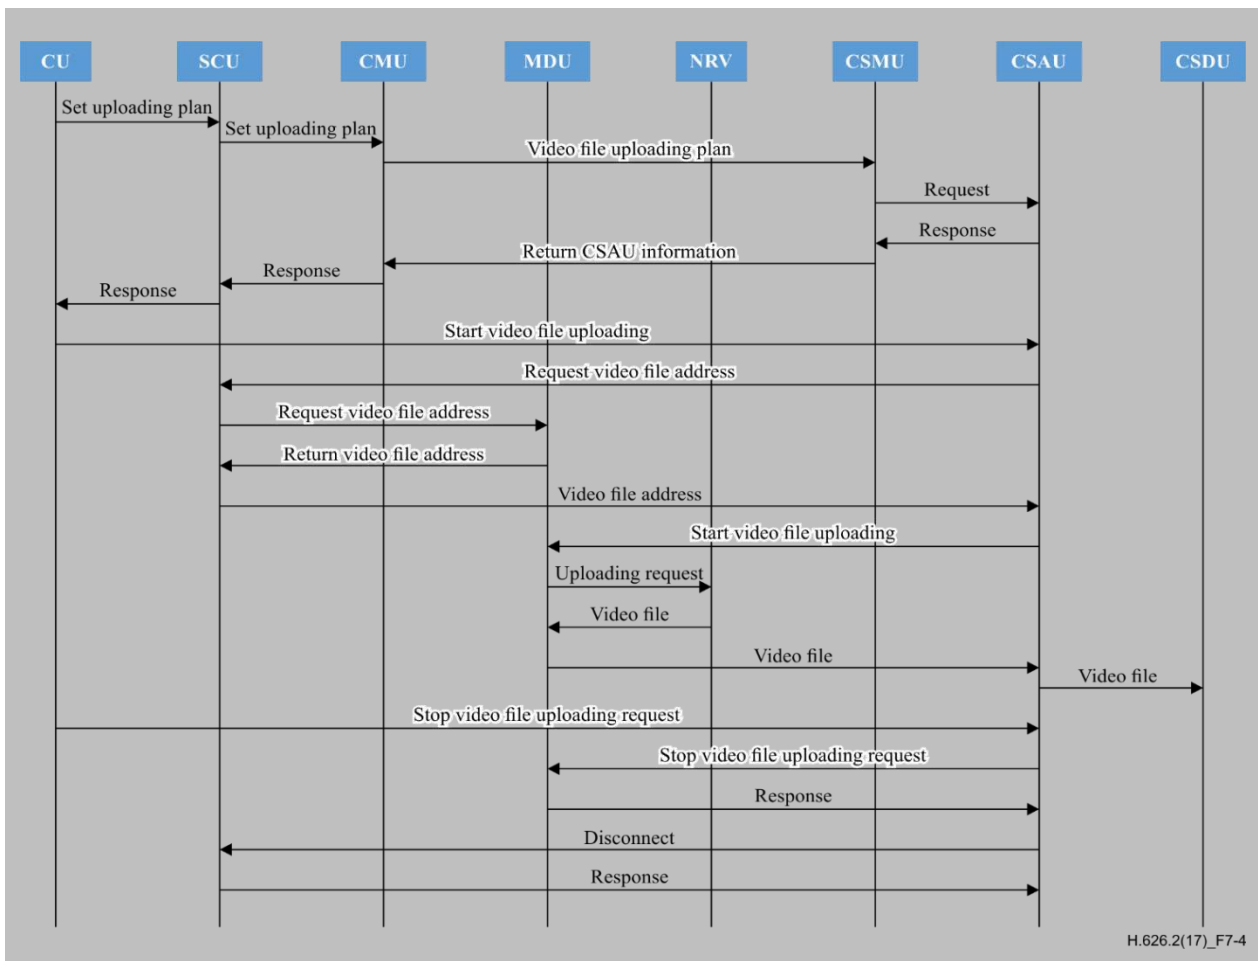 CU SCU CMU MDU NRV CSMU CSAU CSDU
Set uploading plan
Set uploading plan
Video file uploading plan
Request
Response
Return CSAU information
Response
Response
Start video file uploading
Request video file address
Request video file address
Return video file address
Video file address
Start video file uploading
Uploading request
Video file
Video file
Video file
Stop video file uploading request
Stop video file uploading request
Response
Disconnect
Response
H.626.2(17)_F7-4